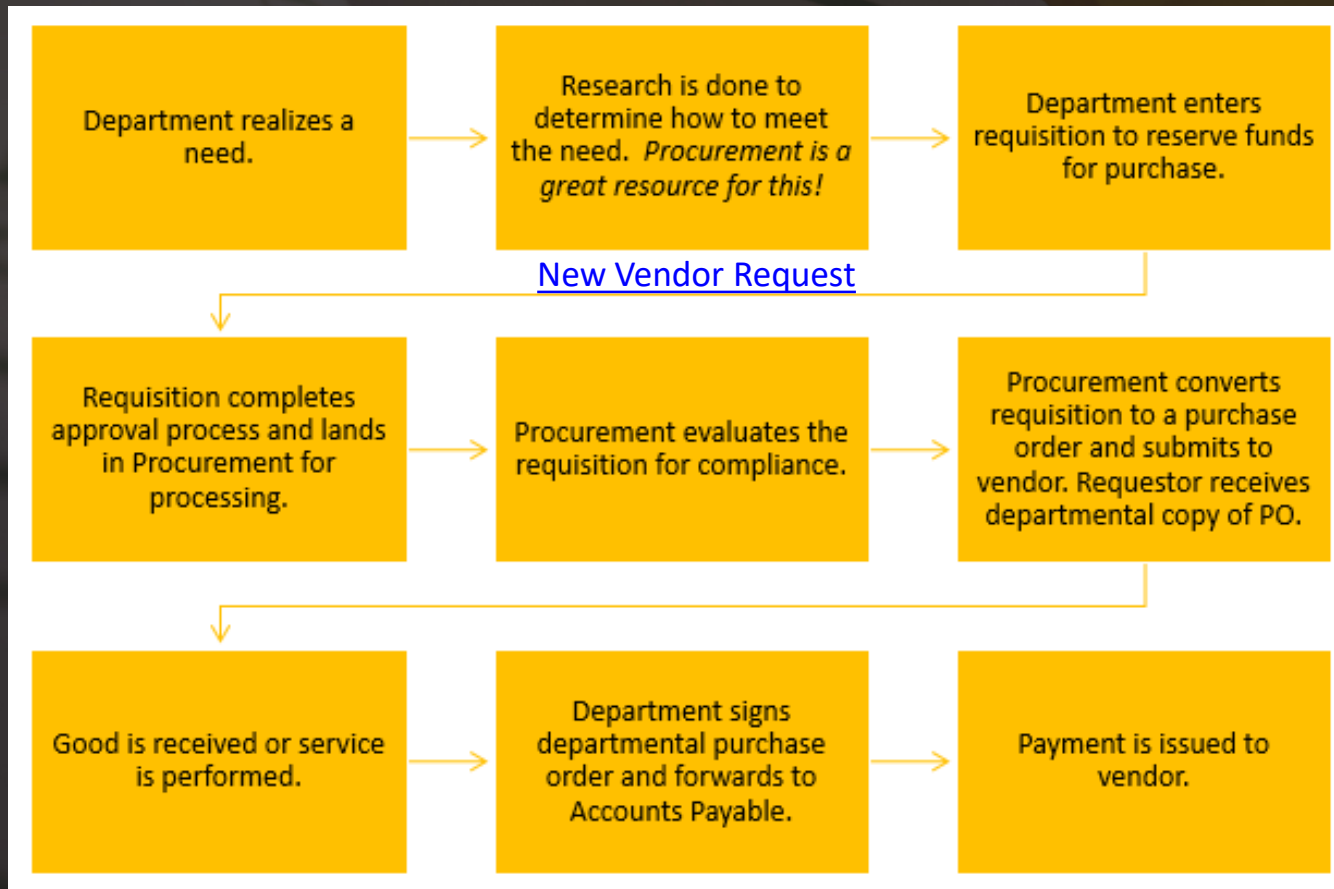 Department realizes a
need.
Research is done to
determine how to meet
the need. Procurement is a
great resource for this!
Department enters
requisition to reserve funds
for purchase.
New Vendor Request
Requisition completes
approval process and lands
in Procurement for
processing.
Procurement evaluates the
requisition for compliance.
Procurement converts
requisition to a purchase
order and submits to
vendor. Requestor receives
departmental copy of PO.
Good is received or service
is performed.
Department signs
departmental purchase
order and forwards to
Accounts Payable.
Payment is issued to
vendor.